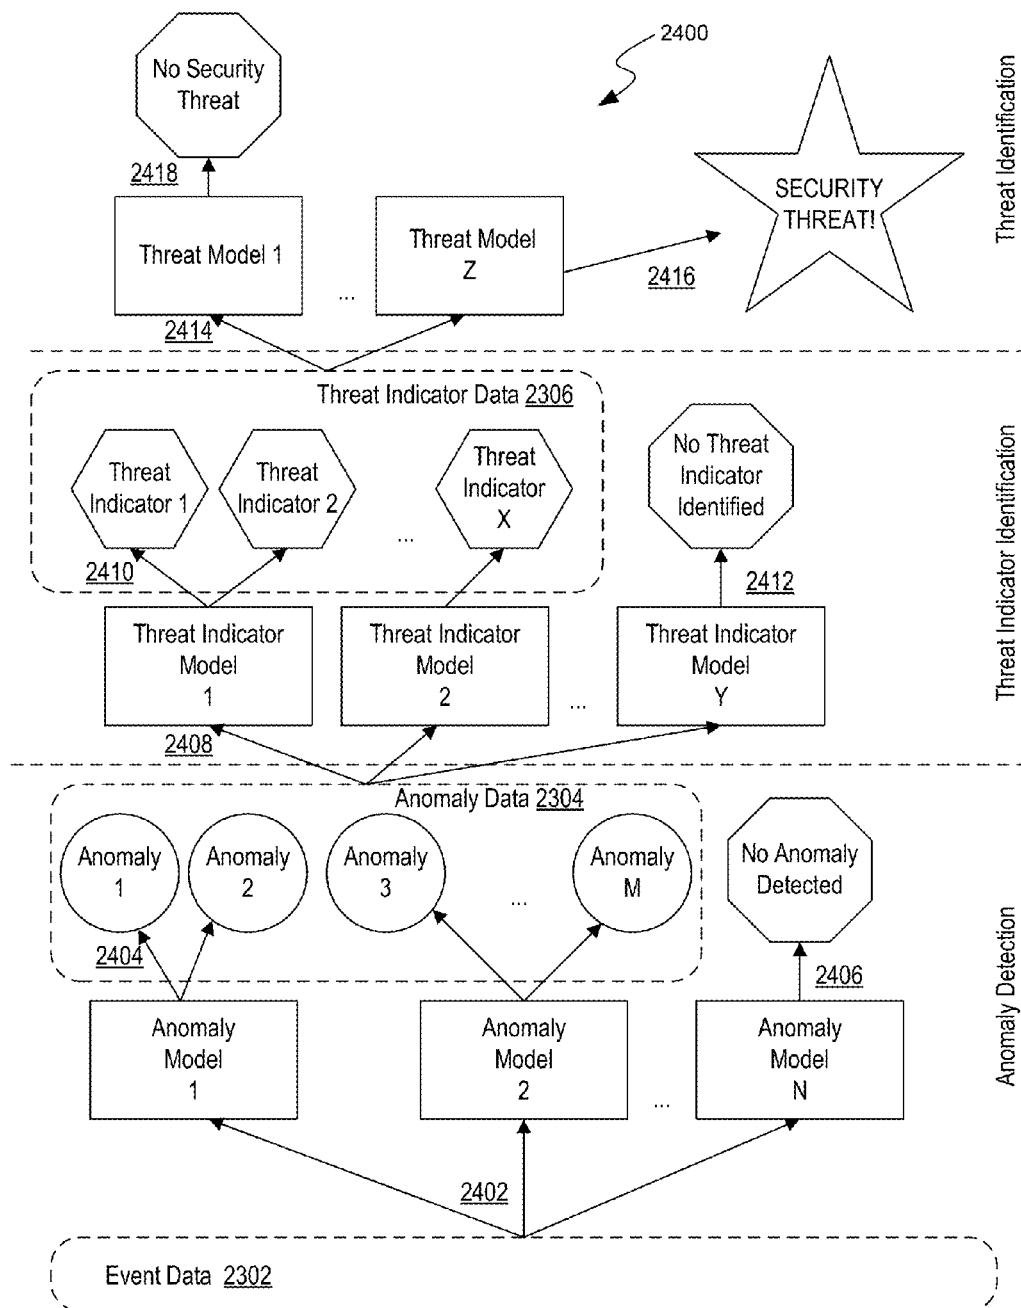 2400
No Security
Threat
SECURITY
THREAT!
2418
Threat Model 1
...
Threat Model
Z
2416
2414
Threat Identification
Threat Indicator Data 2306
Threat
Indicator 1
Threat
Indicator 2
...
Threat
Indicator
X
No Threat
Indicator
Identified
2410
2412
Threat Indicator
Model
1
Threat Indicator
Model
2
...
Threat Indicator
Model
Y
2408
Threat Indicator Identification
Anomaly Data 2304
Anomaly
1
Anomaly
2
Anomaly
3
...
Anomaly
M
No Anomaly
Detected
2404
2406
Anomaly
Model
1
Anomaly
Model
2
...
Anomaly
Model
N
Anomaly Detection
2402
Event Data 2302